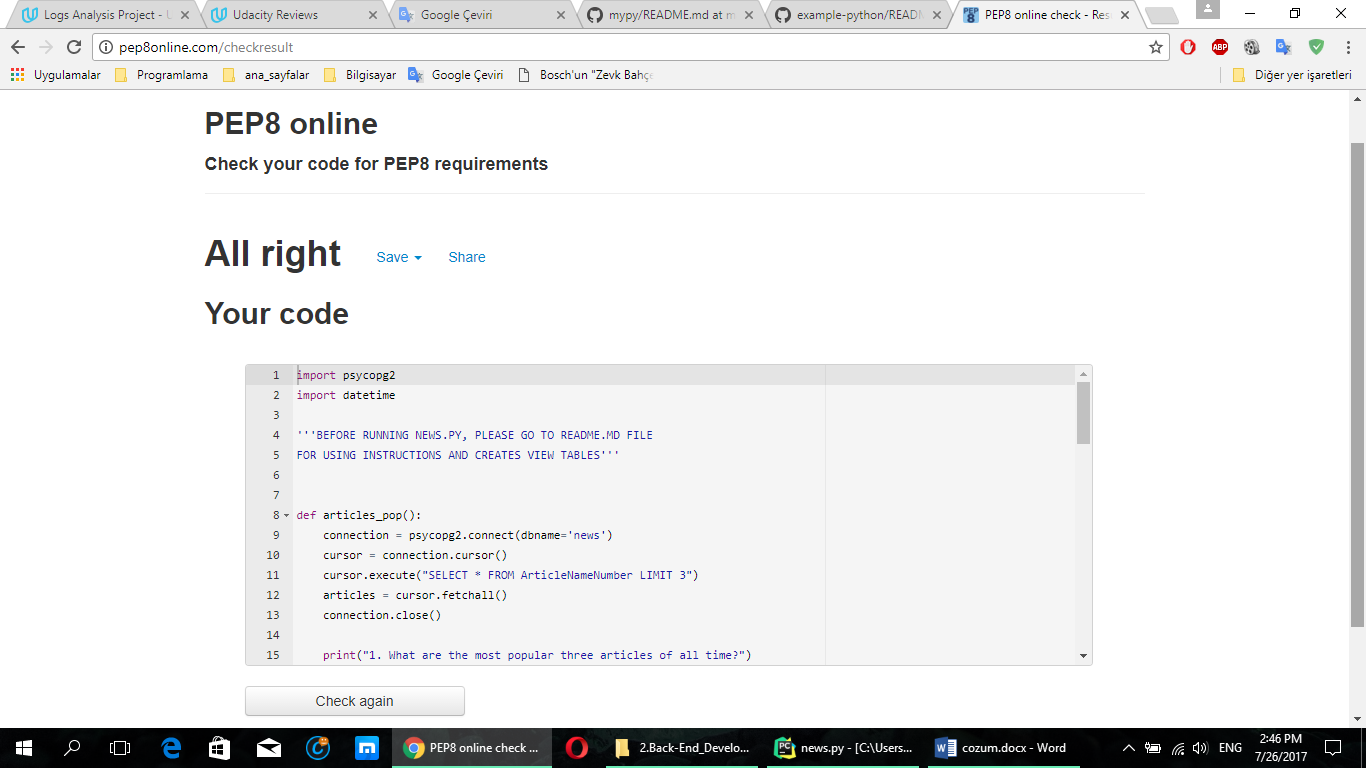 Logs Analysis Project - U
Udacity Reviews
Google Çeviri
mypy/README.md at m
example-python/READM
PEP8 online check - Res
pep8online.com/checkresult
ABP
Uygulamalar
Programlama
ana_sayfalar
Bilgisayar
Google Çeviri
Bosch'un "Zevk Bahçe
Diğer yer işaretleri
PEP8 online
Check your code for PEP8 requirements
All right
Save
Share
Your code
1 import psycopg2
2 import datetime
3
4 '''BEFORE RUNNING NEWS.PY, PLEASE GO TO README.MD FILE
5 FOR USING INSTRUCTIONS AND CREATES VIEW TABLES'''
6
7
8 def articles_pop():
9 connection = psycopg2.connect(dbname='news')
10 cursor = connection.cursor()
11 cursor.execute("SELECT * FROM ArticleNameNumber LIMIT 3")
12 articles = cursor.fetchall()
13 connection.close()
14
15 print("1. What are the most popular three articles of all time?")
Check again
PEP8 online check ...
2.Back-End_Develo...
news.py - [C:\Users...
cozum.docx - Word
ENG
2:46 PM
7/26/2017